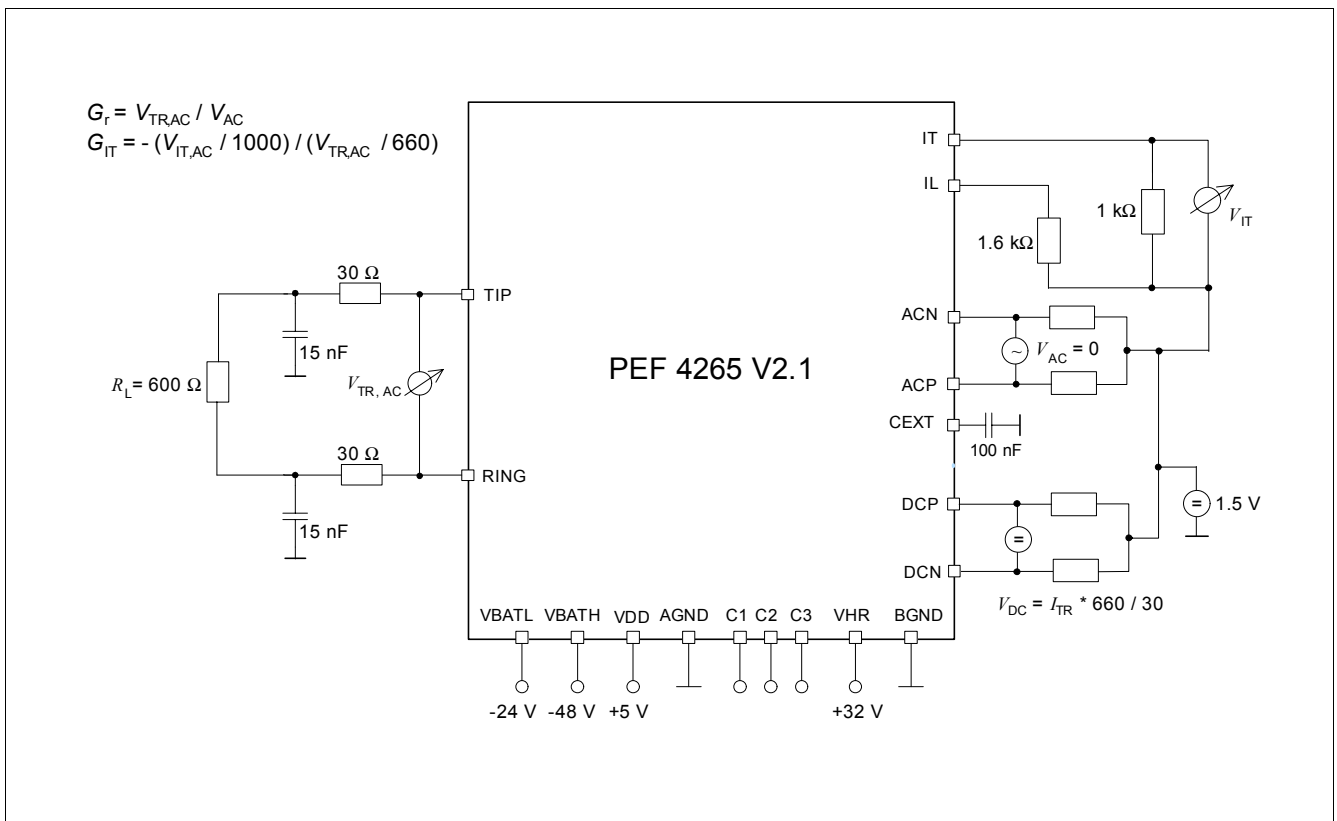 Gr = VTR,AC / VAC
GIT = - (VIT,AC / 1000) / (VTR,AC / 660)
IT
IL
1 kΩ
VIT
1.6 kΩ
30 Ω
TIP
ACN
15 nF
VAC = 0
~
PEF 4265 V2.1
RL= 600 Ω
VTR, AC
ACP
CEXT
100 nF
30 Ω
RING
DCP
= 1.5 V
15 nF
=
DCN
VDC = ITR * 660 / 30
VBATL VBATH VDD AGND C1 C2 C3 VHR BGND
-24 V -48 V +5 V +32 V